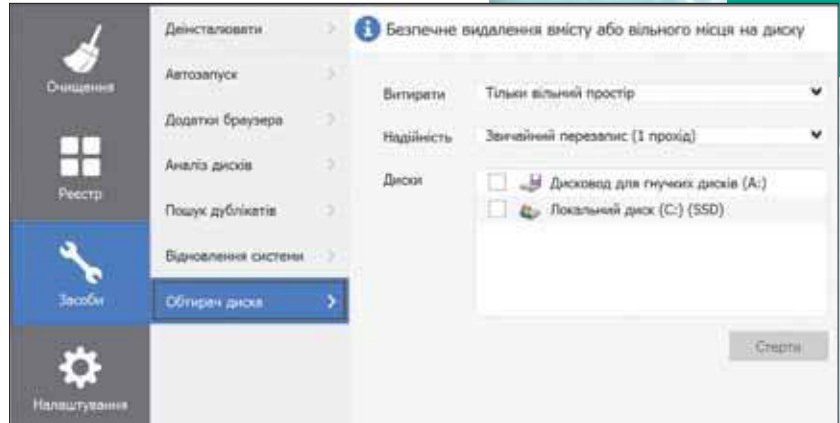 Очищення
Реєстр
Засоби
Налаштування
Деінсталювати
Автозапуск
Додатки браузера
Аналіз дисків
Пошук дублікатів
Відновлення системи
Обтирач диска
Безпечне видалення вмісту або вільного місця на диску
Витирати Тільки вільний простір
Надійність Звичайний перезапис (1 прохід)
Диски
Дисковод для гнучких дисків (A:)
Локальний диск (C:) (SSD)
Стерти